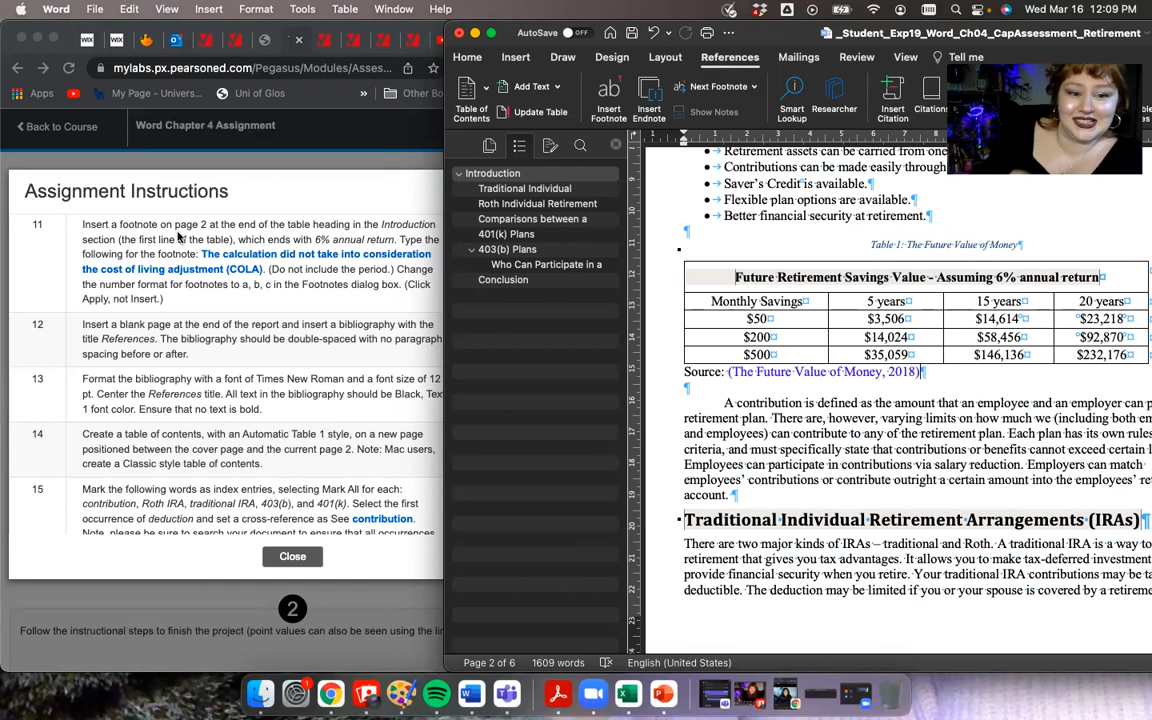 Word File Edit View Insert Format Tools Table Window Help
Wed Mar 16 12:09 PM
mylabs.px.pearsoned.com/Pegasus/Modules/Asses...
Apps My Page - Univers... Uni of Glos » Other Bo
Back to Course
Word Chapter 4 Assignment
Assignment Instructions
11
Insert a footnote on page 2 at the end of the table heading in the Introduction
section (the first line of the table), which ends with 6% annual return. Type the
following for the footnote: The calculation did not take into consideration
the cost of living adjustment (COLA). (Do not include the period.) Change
the number format for footnotes to a, b, c in the Footnotes dialog box. (Click
Apply, not Insert.)
12
Insert a blank page at the end of the report and insert a bibliography with the
title References. The bibliography should be double-spaced with no paragraph
spacing before or after.
13
Format the bibliography with a font of Times New Roman and a font size of 12
pt. Center the References title. All text in the bibliography should be Black, Text
1 font color. Ensure that no text is bold.
14
Create a table of contents, with an Automatic Table 1 style, on a new page
positioned between the cover page and the current page 2. Note: Mac users,
create a Classic style table of contents.
15
Mark the following words as index entries, selecting Mark All for each:
contribution, Roth IRA, traditional IRA, 403(b), and 401(k). Select the first
occurrence of deduction and set a cross-reference as See contribution.
Note, please be sure to search your document to ensure that all occurrences
Close
2
Follow the instructional steps to finish the project (point values can also be seen using the lin
AutoSave OFF
_Student_Exp19_Word_Ch04_CapAssessment_Retirement
Home Insert Draw Design Layout References Mailings Review View Tell me
Table of
Contents
Add Text
Update Table
Insert
Footnote
Insert
Endnote
Next Footnote
Show Notes
Smart
Lookup
Researcher
Insert
Citation
Citations
Introduction
Traditional Individual
Roth Individual Retirement
Comparisons between a
401(k) Plans
403(b) Plans
Who Can Participate in a
Conclusion
Retirement assets can be carried from one
Contributions can be made easily through
Saver's Credit is available.¶
Flexible plan options are available.¶
Better financial security at retirement.¶
¶
Table 1: The Future Value of Money¶
Future Retirement Savings Value - Assuming 6% annual return
Monthly Savings 5 years 15 years 20 years
$50 $3,506 $14,614 $23,218
$200 $14,024 $58,456 $92,870
$500 $35,059 $146,136 $232,176
Source: (The Future Value of Money, 2018)¶
¶
A contribution is defined as the amount that an employee and an employer can p
retirement plan. There are, however, varying limits on how much we (including both em
and employees) can contribute to any of the retirement plan. Each plan has its own rules
criteria, and must specifically state that contributions or benefits cannot exceed certain l
Employees can participate in contributions via salary reduction. Employers can match
employees' contributions or contribute outright a certain amount into the employees' re
account. ¶
Traditional Individual Retirement Arrangements (IRAs)¶
There are two major kinds of IRAs – traditional and Roth. A traditional IRA is a way to
retirement that gives you tax advantages. It allows you to make tax-deferred investment
provide financial security when you retire. Your traditional IRA contributions may be ta
deductible. The deduction may be limited if you or your spouse is covered by a retireme
Page 2 of 6 1609 words English (United States)